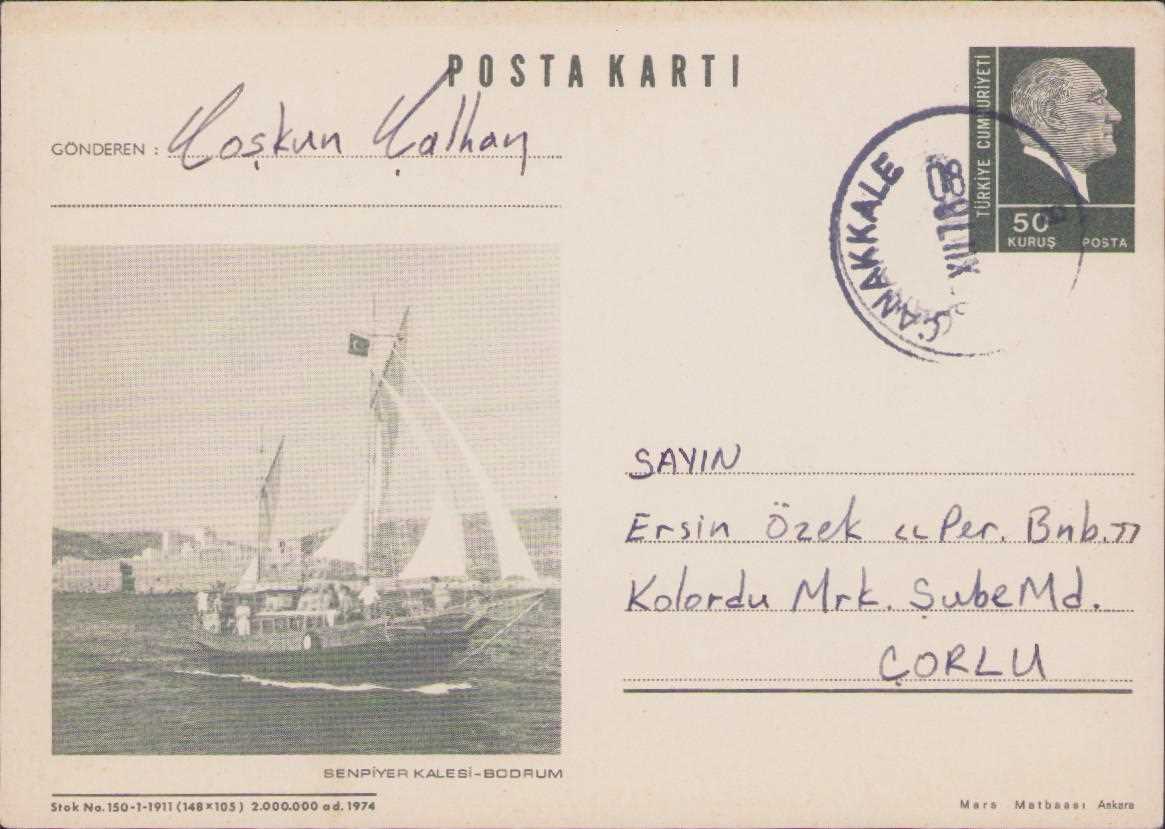 POSTA KARTI
GÖNDEREN : Çoşkun Çalhan
TÜRKİYE CUMHURİYETİ
50
KURUŞ POSTA
ÇANAKKALE
SAYIN
Ersin Özek «Per. Bnb.»
Kolordu Mrk. Şube Md.
ÇORLU
SENPİYER KALESİ-BODRUM
Stok No. 150-1-1911 (148×105) 2.000.000 ad. 1974
Mars Matbaası Ankara